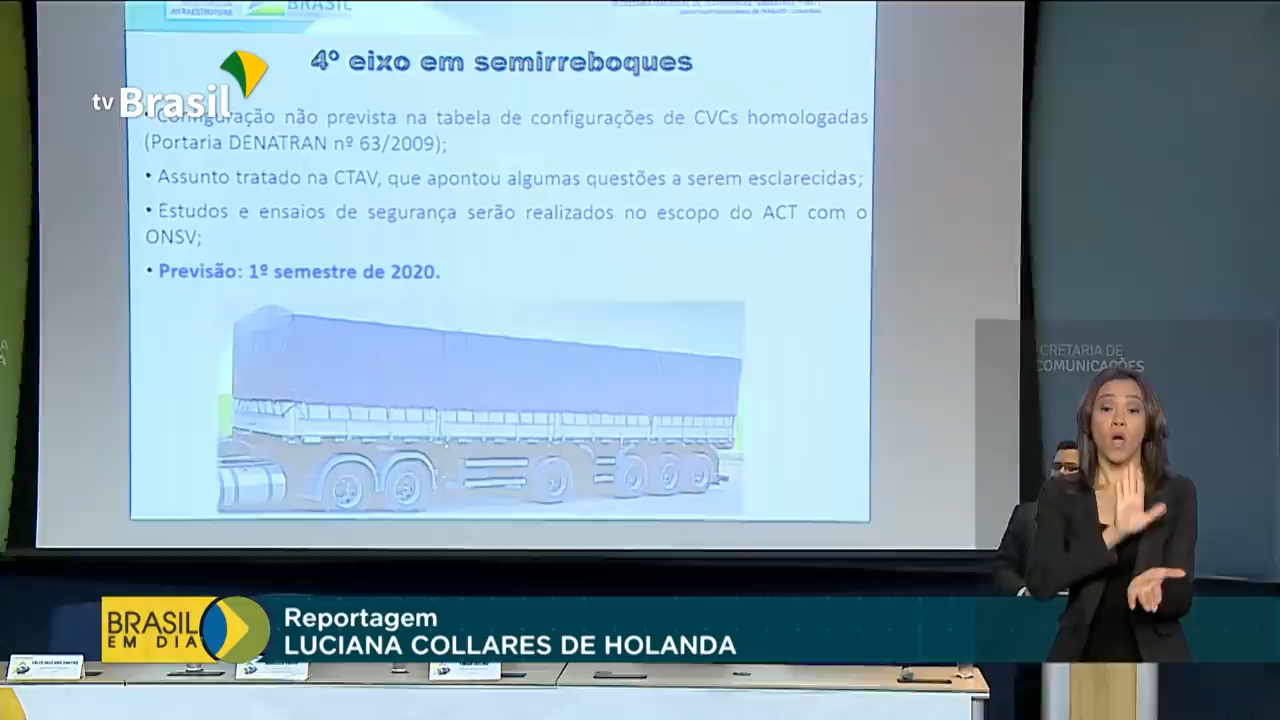 INFRAESTRUTURA
BRASIL
4º eixo em semirreboques
tv Brasil
• Configuração não prevista na tabela de configurações de CVCs homologadas
(Portaria DENATRAN nº 63/2009);
• Assunto tratado na CTAV, que apontou algumas questões a serem esclarecidas;
• Estudos e ensaios de segurança serão realizados no escopo do ACT com o
ONSV;
• Previsão: 1º semestre de 2020.
CRETARIA DE
COMUNICAÇÕES
BRASIL
EM DIA
Reportagem
LUCIANA COLLARES DE HOLANDA